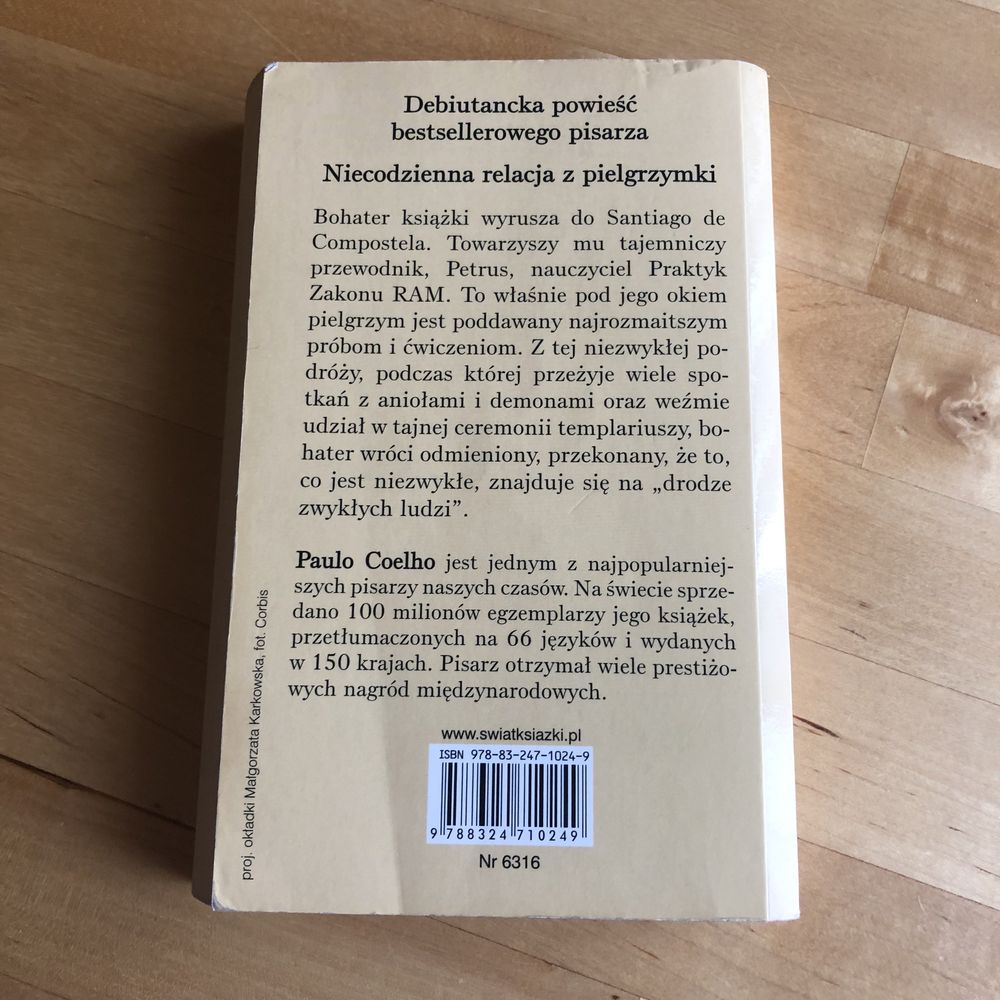 Debiutancka powieść
bestsellerowego pisarza
Niecodzienna relacja z pielgrzymki
Bohater książki wyrusza do Santiago de
Compostela. Towarzyszy mu tajemniczy
przewodnik, Petrus, nauczyciel Praktyk
Zakonu RAM. To właśnie pod jego okiem
pielgrzym jest poddawany najrozmaitszym
próbom i ćwiczeniom. Z tej niezwykłej po-
dróży, podczas której przeżyje wiele spo-
tkań z aniołami i demonami oraz weźmie
udział w tajnej ceremonii templariuszy, bo-
hater wróci odmieniony, przekonany, że to,
co jest niezwykłe, znajduje się na „drodze
zwykłych ludzi”.
Paulo Coelho jest jednym z najpopularniej-
szych pisarzy naszych czasów. Na świecie sprze-
dano 100 milionów egzemplarzy jego książek,
przetłumaczonych na 66 języków i wydanych
w 150 krajach. Pisarz otrzymał wiele prestiżo-
wych nagród międzynarodowych.
proj. okładki Małgorzata Karkowska, fot. Corbis
www.swiatksiazki.pl
ISBN 978-83-247-1024-9
9 788324 710249
Nr 6316